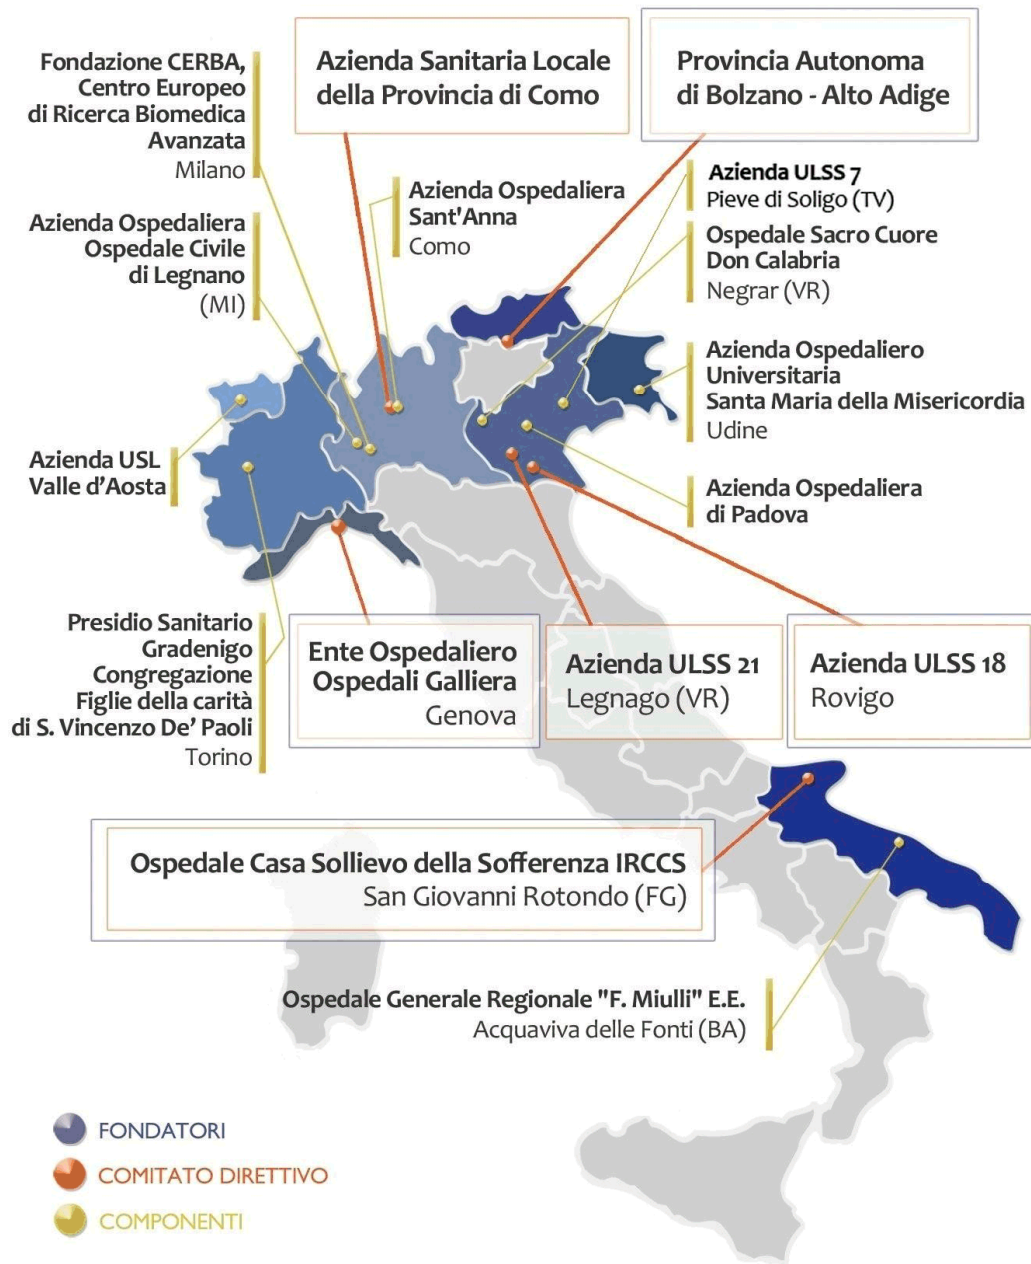 Fondazione CERBA,
Centro Europeo
di Ricerca Biomedica
Avanzata
Milano
Azienda Sanitaria Locale
della Provincia di Como
Provincia Autonoma
di Bolzano - Alto Adige
Azienda Ospedaliera
Ospedale Civile
di Legnano
(MI)
Azienda Ospedaliera
Sant'Anna
Como
Azienda ULSS 7
Pieve di Soligo (TV)
Ospedale Sacro Cuore
Don Calabria
Negrar (VR)
Azienda Ospedaliero
Universitaria
Santa Maria della Misericordia
Udine
Azienda USL
Valle d'Aosta
Azienda Ospedaliera
di Padova
Presidio Sanitario
Gradenigo
Congregazione
Figlie della carità
di S. Vincenzo De' Paoli
Torino
Ente Ospedaliero
Ospedali Galliera
Genova
Azienda ULSS 21
Legnago (VR)
Azienda ULSS 18
Rovigo
Ospedale Casa Sollievo della Sofferenza IRCCS
San Giovanni Rotondo (FG)
Ospedale Generale Regionale "F. Miulli" E.E.
Acquaviva delle Fonti (BA)
FONDATORI
COMITATO DIRETTIVO
COMPONENTI